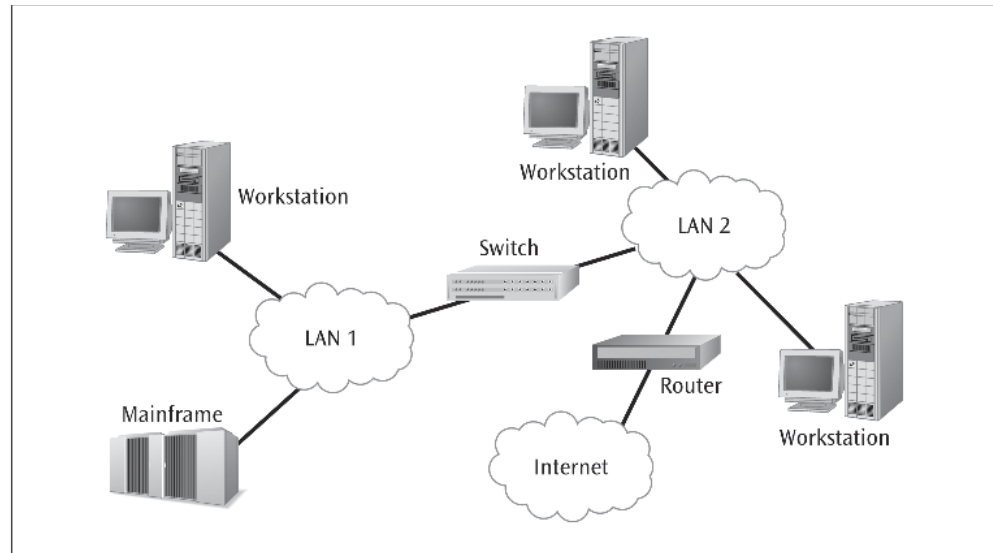 Workstation
Workstation
LAN 2
Switch
LAN 1
Router
Mainframe
Workstation
Internet